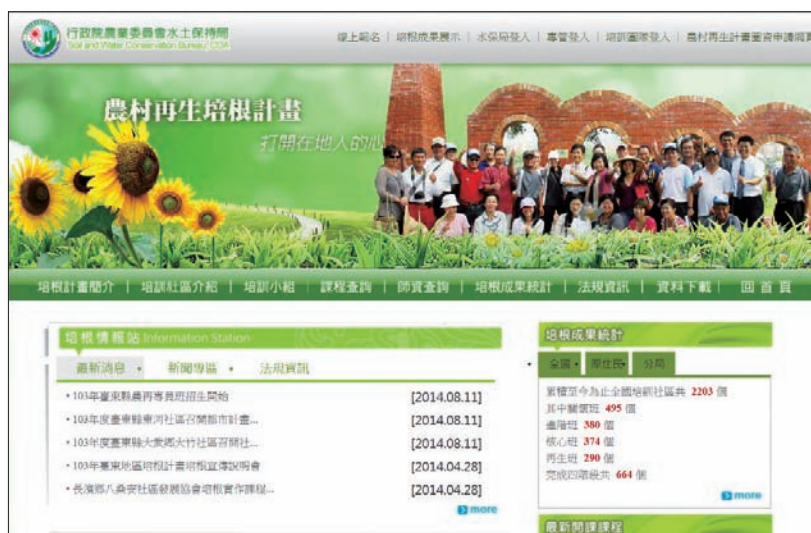 行政院農業委員會水土保持局
Soil and Water Conservation Bureau, COA
線上報名 | 培根成果展示 | 水保局登入 | 專管登入 | 培訓團隊登入 | 農村再生計畫圖資申請網頁
農村再生培根計畫
打開在地人的心
培根計畫簡介 | 培訓社區介紹 | 培訓小組 | 課程查詢 | 師資查詢 | 培根成果統計 | 法規資訊 | 資料下載 | 回首頁
培根情報站 Information Station
最新消息 • 新聞專區 • 法規資訊
• 103年臺東縣農再專員班招生開始 [2014.08.11]
• 103年度臺東縣東河社區召開都市計畫... [2014.08.11]
• 103年度臺東縣大武鄉大竹社區召開社... [2014.08.11]
• 103年臺東地區培根計畫培根宣傳說明會 [2014.04.28]
• 長濱鄉八桑安社區發展協會培根實作課程... [2014.04.28]
more
培根成果統計
全國 • 原住民 • 分局
累積至今為止全國培訓社區共 2203 個
其中關懷班 495 個
進階班 380 個
核心班 374 個
再生班 290 個
完成四階段共 664 個
more
最新開課課程